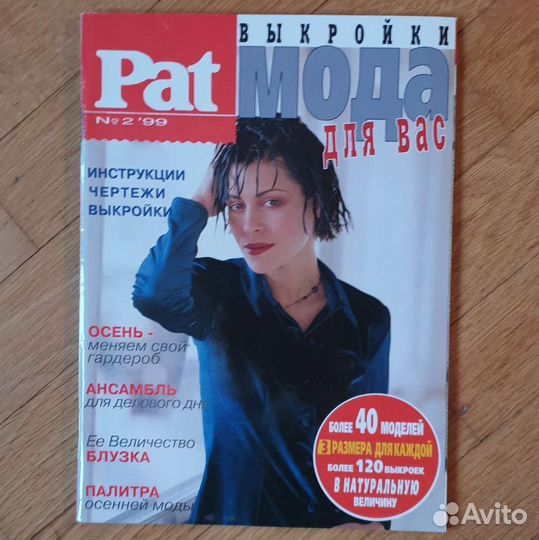 Pat
№2 '99
ВЫКРОЙКИ
мода
для вас
ИНСТРУКЦИИ
ЧЕРТЕЖИ
ВЫКРОЙКИ
ОСЕНЬ -
меняем свой
гардероб
АНСАМБЛЬ
для делового дня
Ее Величество
БЛУЗКА
ПАЛИТРА
осенней моды
БОЛЕЕ 40 МОДЕЛЕЙ
3 РАЗМЕРА ДЛЯ КАЖДОЙ
БОЛЕЕ 120 ВЫКРОЕК
В НАТУРАЛЬНУЮ
ВЕЛИЧИНУ
Avito